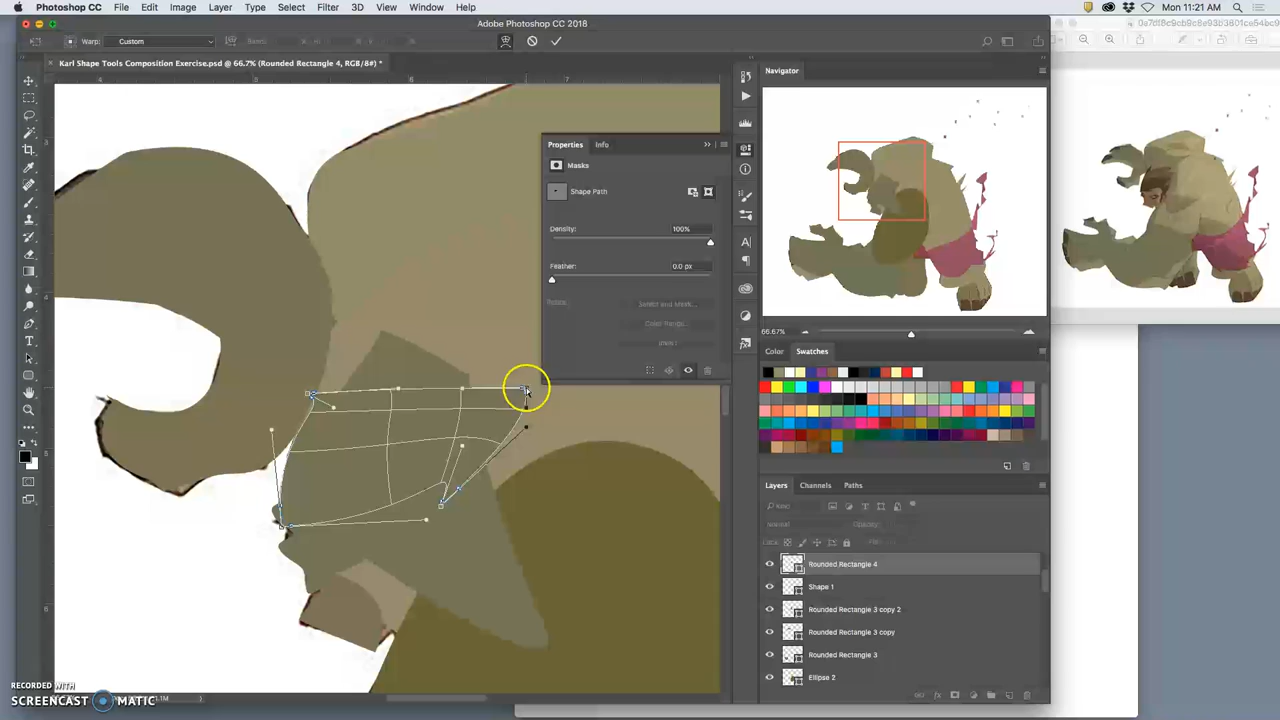 Photoshop CC File Edit Image Layer Type Select Filter 3D View Window Help
Mon 11:21 AM
Adobe Photoshop CC 2018
Warp: Custom
Karl Shape Tools Composition Exercise.psd @ 66.7% (Rounded Rectangle 4, RGB/8#) *
Navigator
Properties Info
Masks
Shape Path
Density: 100%
Feather: 0.0 px
66.67%
Color Swatches
Layers Channels Paths
Rounded Rectangle 4
Shape 1
Rounded Rectangle 3 copy 2
Rounded Rectangle 3 copy
Rounded Rectangle 3
Ellipse 2
RECORDED WITH
SCREENCAST MATIC